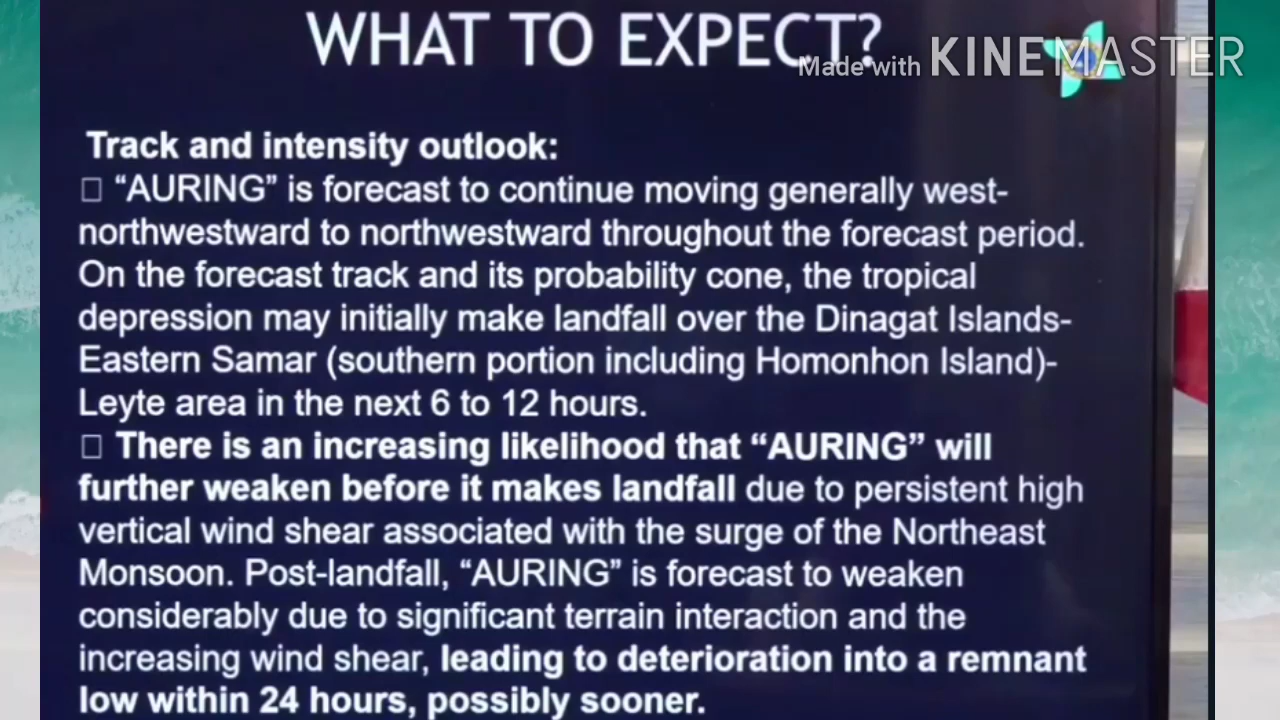 WHAT TO EXPECT?
Made with KINEMASTER
Track and intensity outlook:
□ “AURING” is forecast to continue moving generally west-
northwestward to northwestward throughout the forecast period.
On the forecast track and its probability cone, the tropical
depression may initially make landfall over the Dinagat Islands-
Eastern Samar (southern portion including Homonhon Island)-
Leyte area in the next 6 to 12 hours.
□ There is an increasing likelihood that “AURING” will
further weaken before it makes landfall due to persistent high
vertical wind shear associated with the surge of the Northeast
Monsoon. Post-landfall, “AURING” is forecast to weaken
considerably due to significant terrain interaction and the
increasing wind shear, leading to deterioration into a remnant
low within 24 hours, possibly sooner.